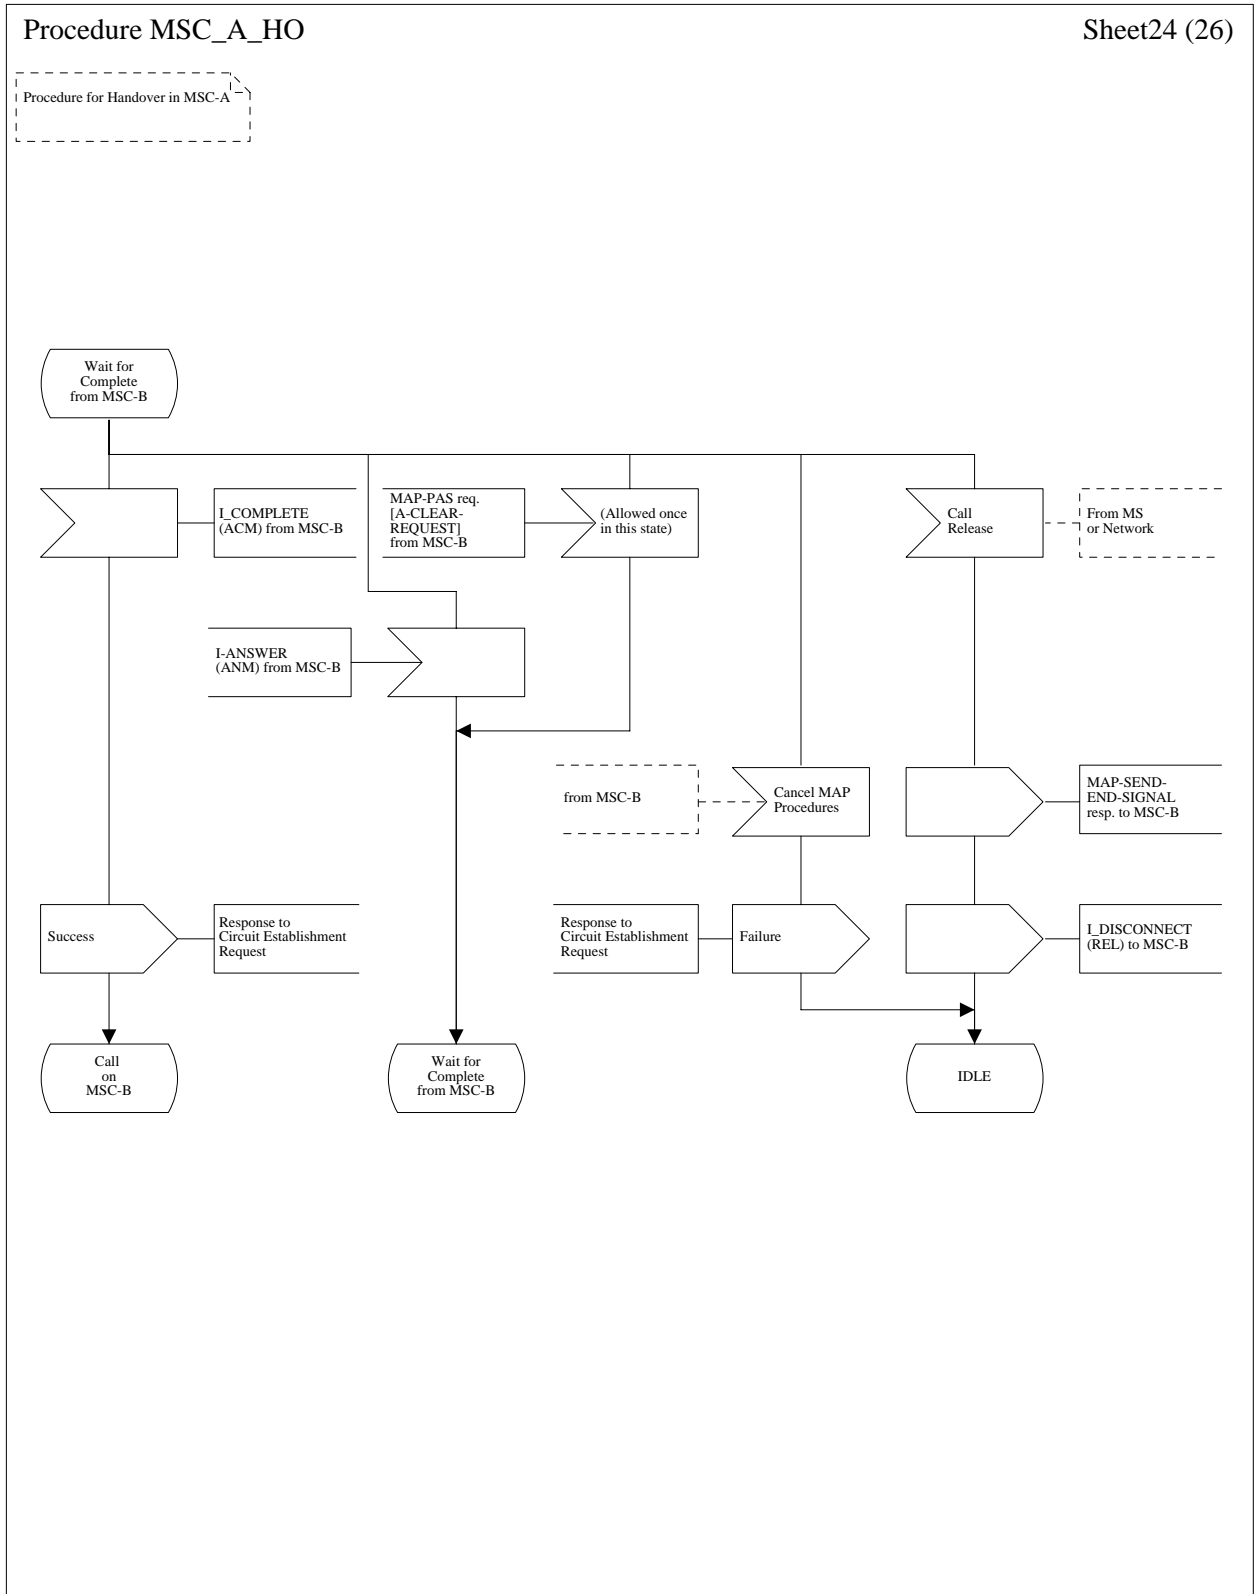 Procedure MSC_A_HO
Sheet24 (26)
Procedure for Handover in MSC-A
Wait for
Complete
from MSC-B
I_COMPLETE
(ACM) from MSC-B
MAP-PAS req.
[A-CLEAR-
REQUEST]
from MSC-B
(Allowed once
in this state)
Call
Release
From MS
or Network
I-ANSWER
(ANM) from MSC-B
from MSC-B
Cancel MAP
Procedures
MAP-SEND-
END-SIGNAL
resp. to MSC-B
Success
Response to
Circuit Establishment
Request
Response to
Circuit Establishment
Request
Failure
I_DISCONNECT
(REL) to MSC-B
Call
on
MSC-B
Wait for
Complete
from MSC-B
IDLE